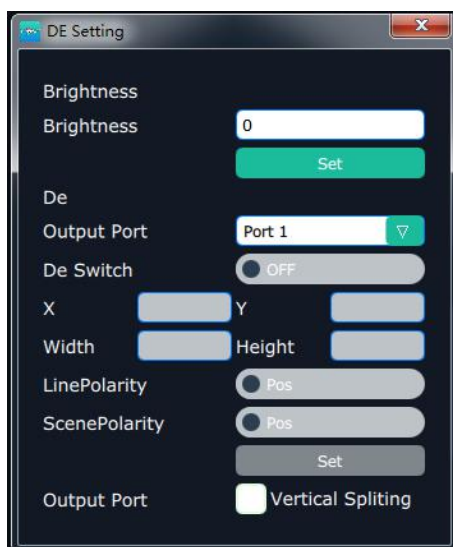 DE Setting
Brightness
Brightness 0
Set
De
Output Port Port 1
De Switch OFF
X Y
Width Height
LinePolarity Pos
ScenePolarity Pos
Set
Output Port Vertical Spliting